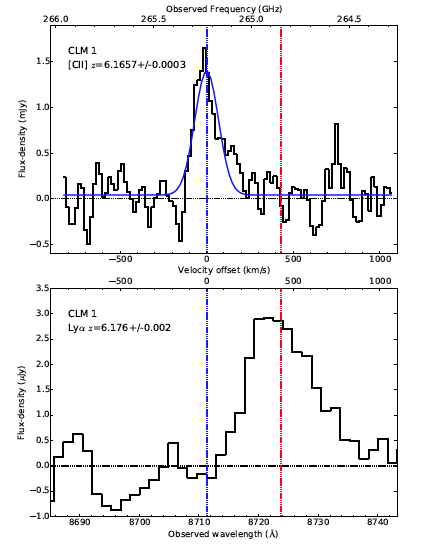 Observed Frequency (GHz)
266.0 265.5 265.0 264.5
CLM 1
[CII] z=6.1657+/-0.0003
Flux-density (mJy)
1.5
1.0
0.5
0.0
−0.5
−500 0 500 1000
Velocity offset (km/s)
−500 0 500 1000
CLM 1
Lyα z=6.176+/-0.002
Flux-density (μJy)
3.5
3.0
2.5
2.0
1.5
1.0
0.5
0.0
−0.5
−1.0
8690 8700 8710 8720 8730 8740
Observed wavelength (Å)